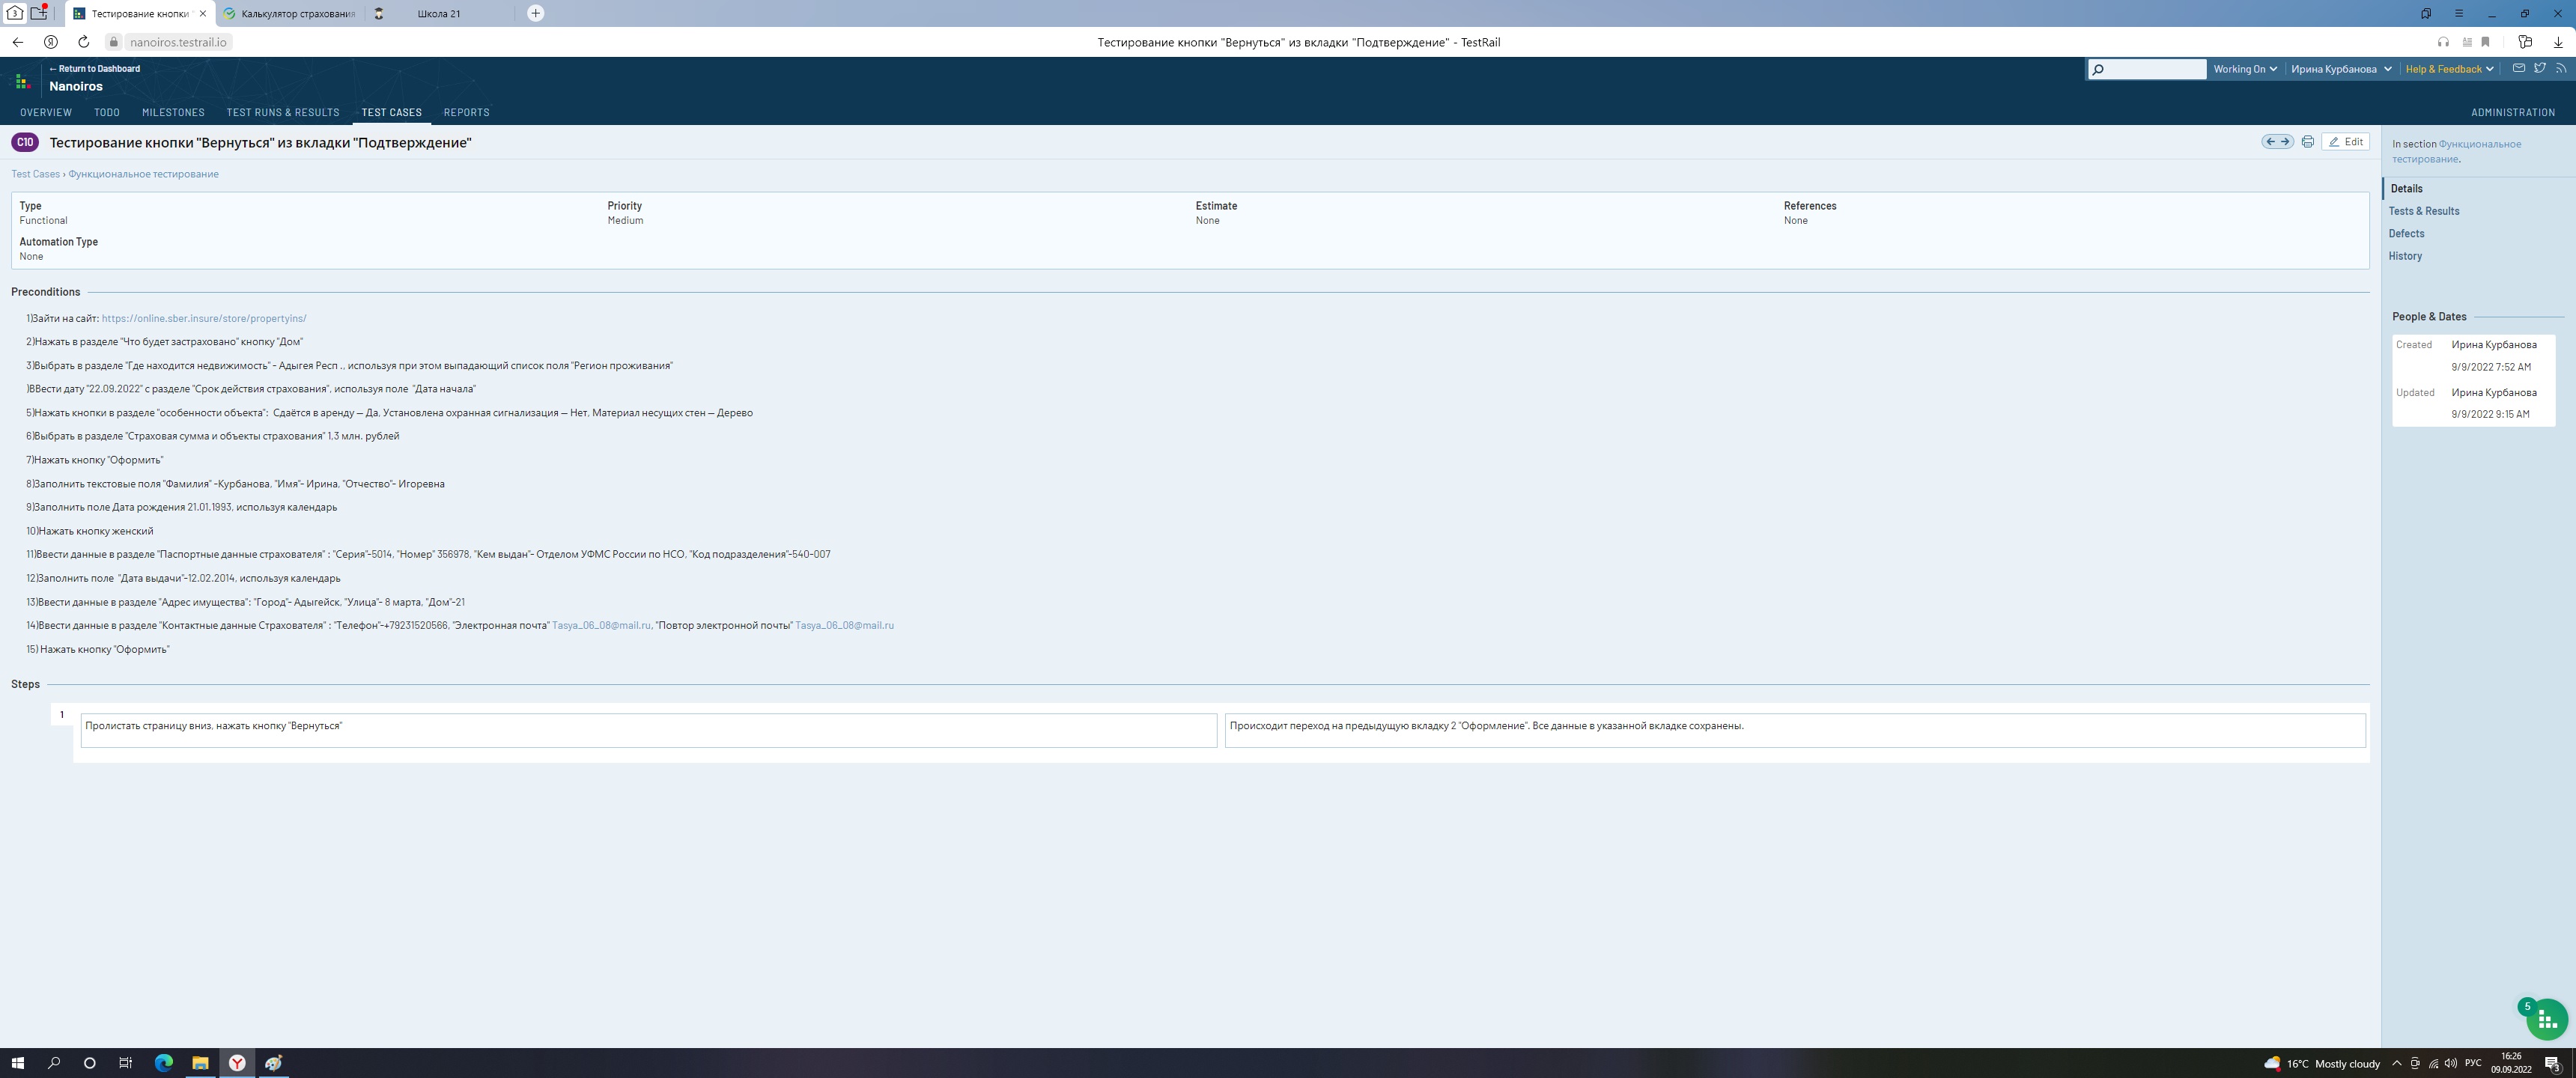 3
Тестирование кнопки "
Калькулятор страхования
Школа 21
nanoiros.testrail.io
Тестирование кнопки "Вернуться" из вкладки "Подтверждение" - TestRail
← Return to Dashboard
Nanoiros
Working On
Ирина Курбанова
Help & Feedback
OVERVIEW
TODO
MILESTONES
TEST RUNS & RESULTS
TEST CASES
REPORTS
ADMINISTRATION
C10
Тестирование кнопки "Вернуться" из вкладки "Подтверждение"
Edit
Test Cases › Функциональное тестирование
Type
Functional
Priority
Medium
Estimate
None
References
None
Automation Type
None
Preconditions
1)Зайти на сайт: https://online.sber.insure/store/propertyins/
2)Нажать в разделе "Что будет застраховано" кнопку "Дом"
3)Выбрать в разделе "Где находится недвижимость" - Адыгея Респ ., используя при этом выпадающий список поля "Регион проживания"
)ВВести дату "22.09.2022" с разделе "Срок действия страхования", используя поле "Дата начала"
5)Нажать кнопки в разделе "особенности объекта": Сдаётся в аренду – Да, Установлена охранная сигнализация – Нет, Материал несущих стен – Дерево
6)Выбрать в разделе "Страховая сумма и объекты страхования" 1,3 млн. рублей
7)Нажать кнопку "Оформить"
8)Заполнить текстовые поля "Фамилия" -Курбанова, "Имя"- Ирина, "Отчество"- Игоревна
9)Заполнить поле Дата рождения 21.01.1993, используя календарь
10)Нажать кнопку женский
11)Ввести данные в разделе "Паспортные данные страхователя" : "Серия"-5014, "Номер" 356978, "Кем выдан"- Отделом УФМС России по НСО, "Код подразделения"-540-007
12)Заполнить поле "Дата выдачи"-12.02.2014, используя календарь
13)Ввести данные в разделе "Адрес имущества": "Город"- Адыгейск, "Улица"- 8 марта, "Дом"-21
14)Ввести данные в разделе "Контактные данные Страхователя" : "Телефон"-+79231520566, "Электронная почта" Tasya_06_08@mail.ru, "Повтор электронной почты" Tasya_06_08@mail.ru
15) Нажать кнопку "Оформить"
Steps
1
Пролистать страницу вниз, нажать кнопку "Вернуться"
Происходит переход на предыдущую вкладку 2 "Оформление". Все данные в указанной вкладке сохранены.
In section Функциональное
тестирование.
Details
Tests & Results
Defects
History
People & Dates
Created
Ирина Курбанова
9/9/2022 7:52 AM
Updated
Ирина Курбанова
9/9/2022 9:15 AM
5
16°C Mostly cloudy
РУС
16:26
09.09.2022
3